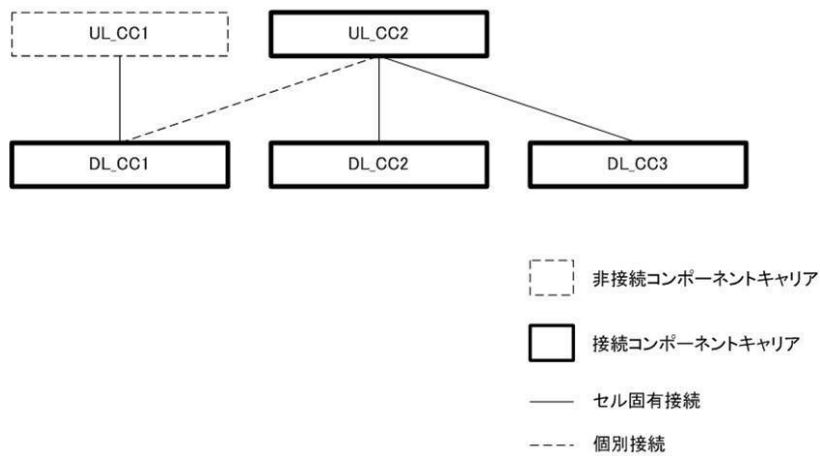 UL_CC1
UL_CC2
DL_CC1
DL_CC2
DL_CC3
非接続コンポーネントキャリア
接続コンポーネントキャリア
セル固有接続
個別接続